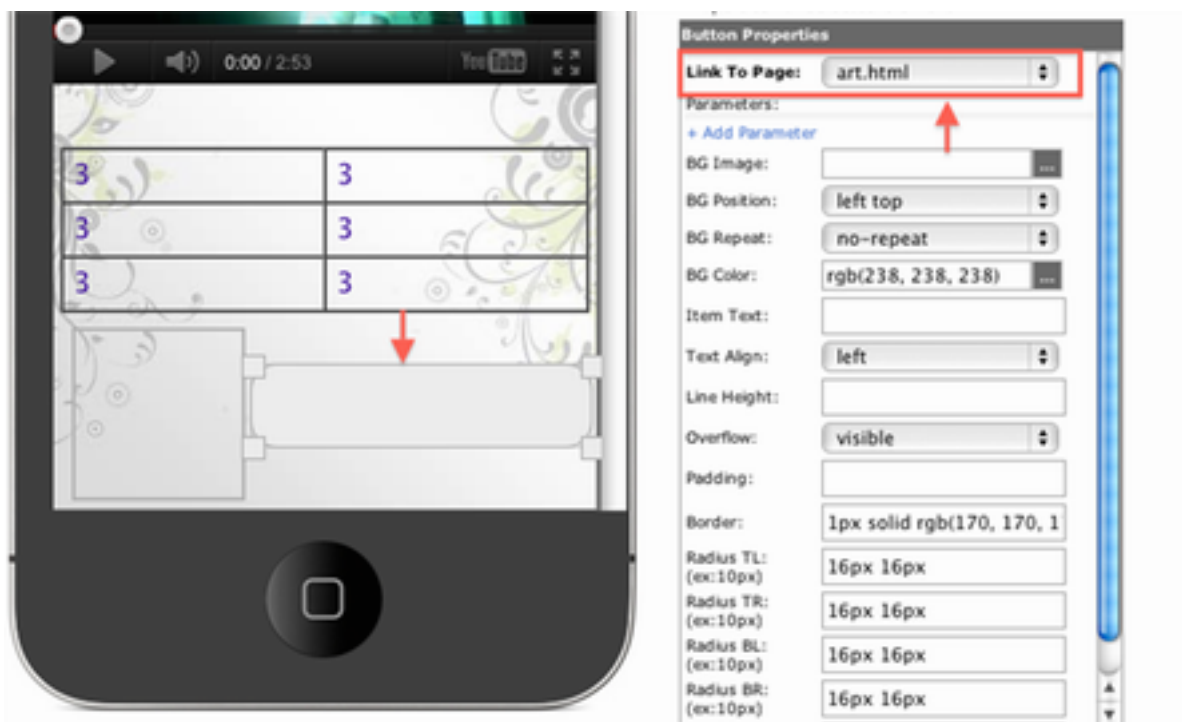 0:00 / 2:53 YouTube
3 3
3 3
3 3
Button Properties
Link To Page: art.html
Parameters:
+ Add Parameter
BG Image: ...
BG Position: left top
BG Repeat: no-repeat
BG Color: rgb(238, 238, 238) ...
Item Text:
Text Align: left
Line Height:
Overflow: visible
Padding:
Border: 1px solid rgb(170, 170, 1
Radius TL:
(ex:10px) 16px 16px
Radius TR:
(ex:10px) 16px 16px
Radius BL:
(ex:10px) 16px 16px
Radius BR:
(ex:10px) 16px 16px